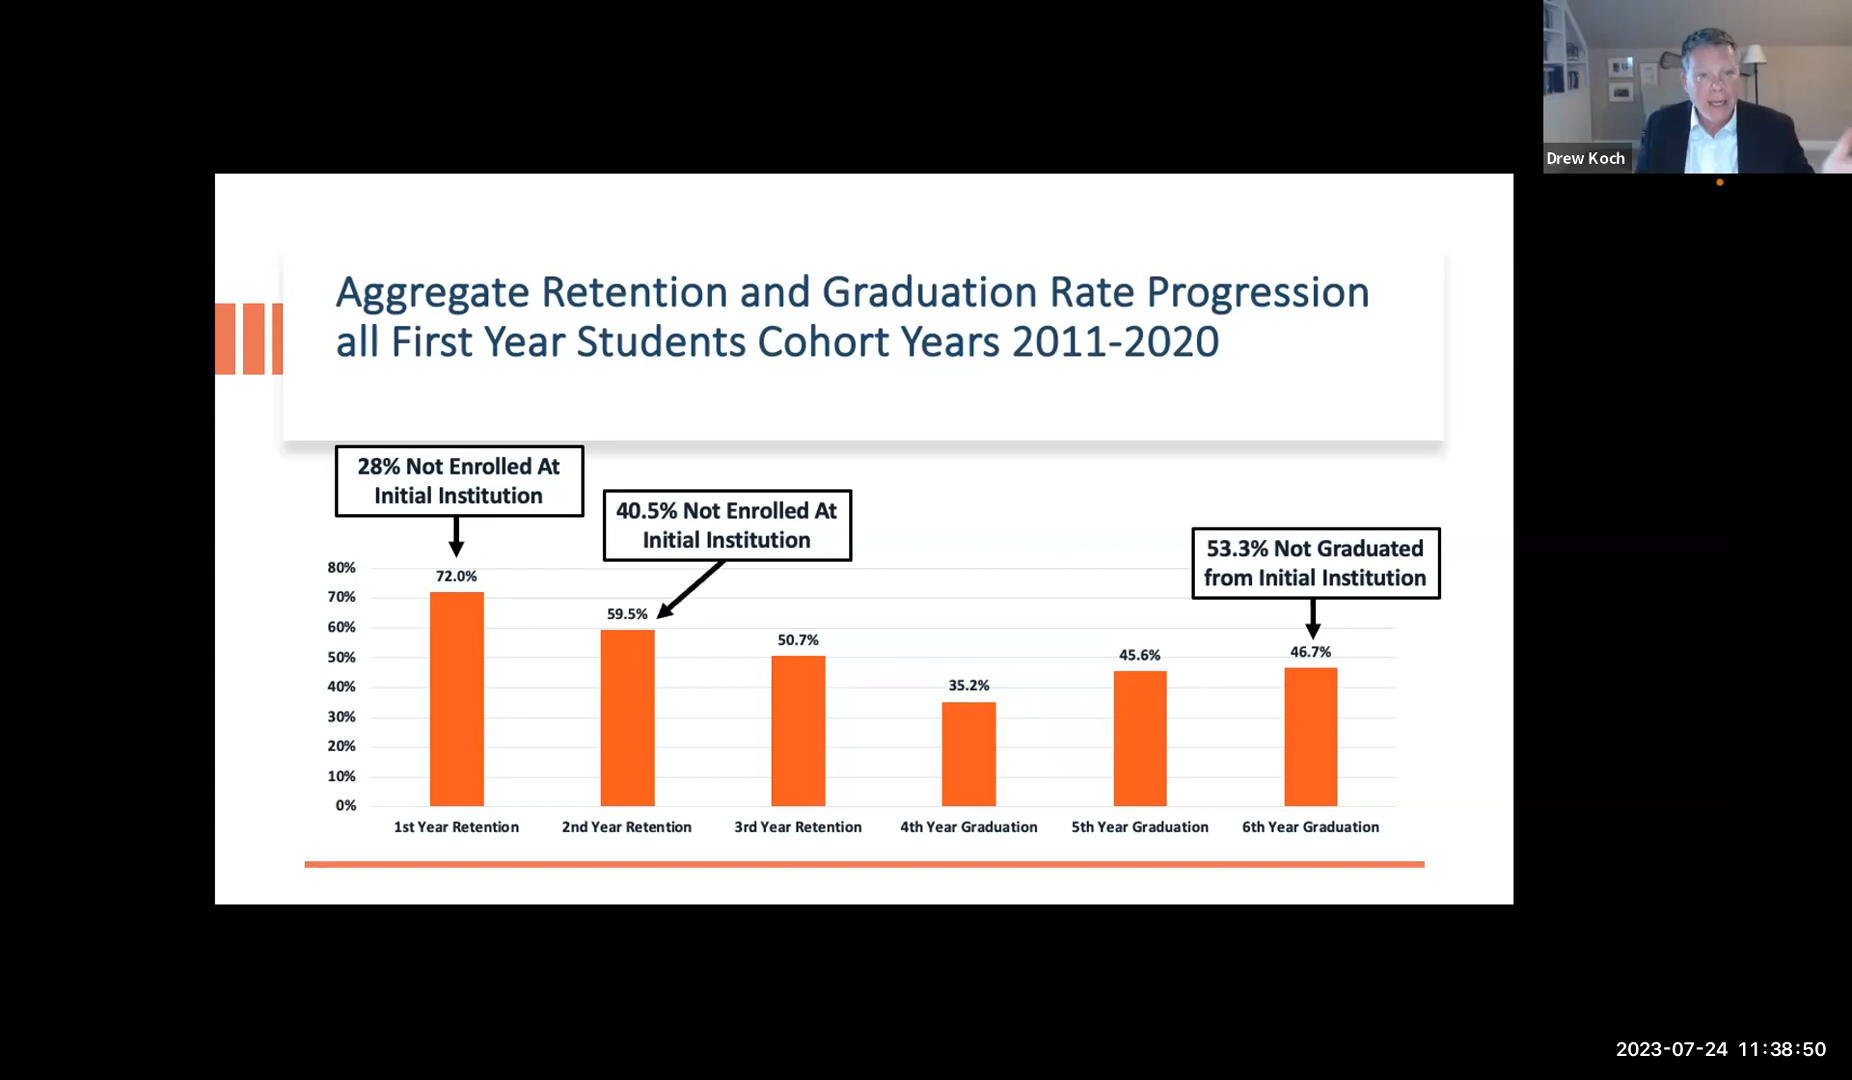 Drew Koch
Aggregate Retention and Graduation Rate Progression
all First Year Students Cohort Years 2011-2020
28% Not Enrolled At
Initial Institution
40.5% Not Enrolled At
Initial Institution
53.3% Not Graduated
from Initial Institution
80%
70%
60%
50%
40%
30%
20%
10%
0%
72.0%
59.5%
50.7%
35.2%
45.6%
46.7%
1st Year Retention
2nd Year Retention
3rd Year Retention
4th Year Graduation
5th Year Graduation
6th Year Graduation
2023-07-24 11:38:50